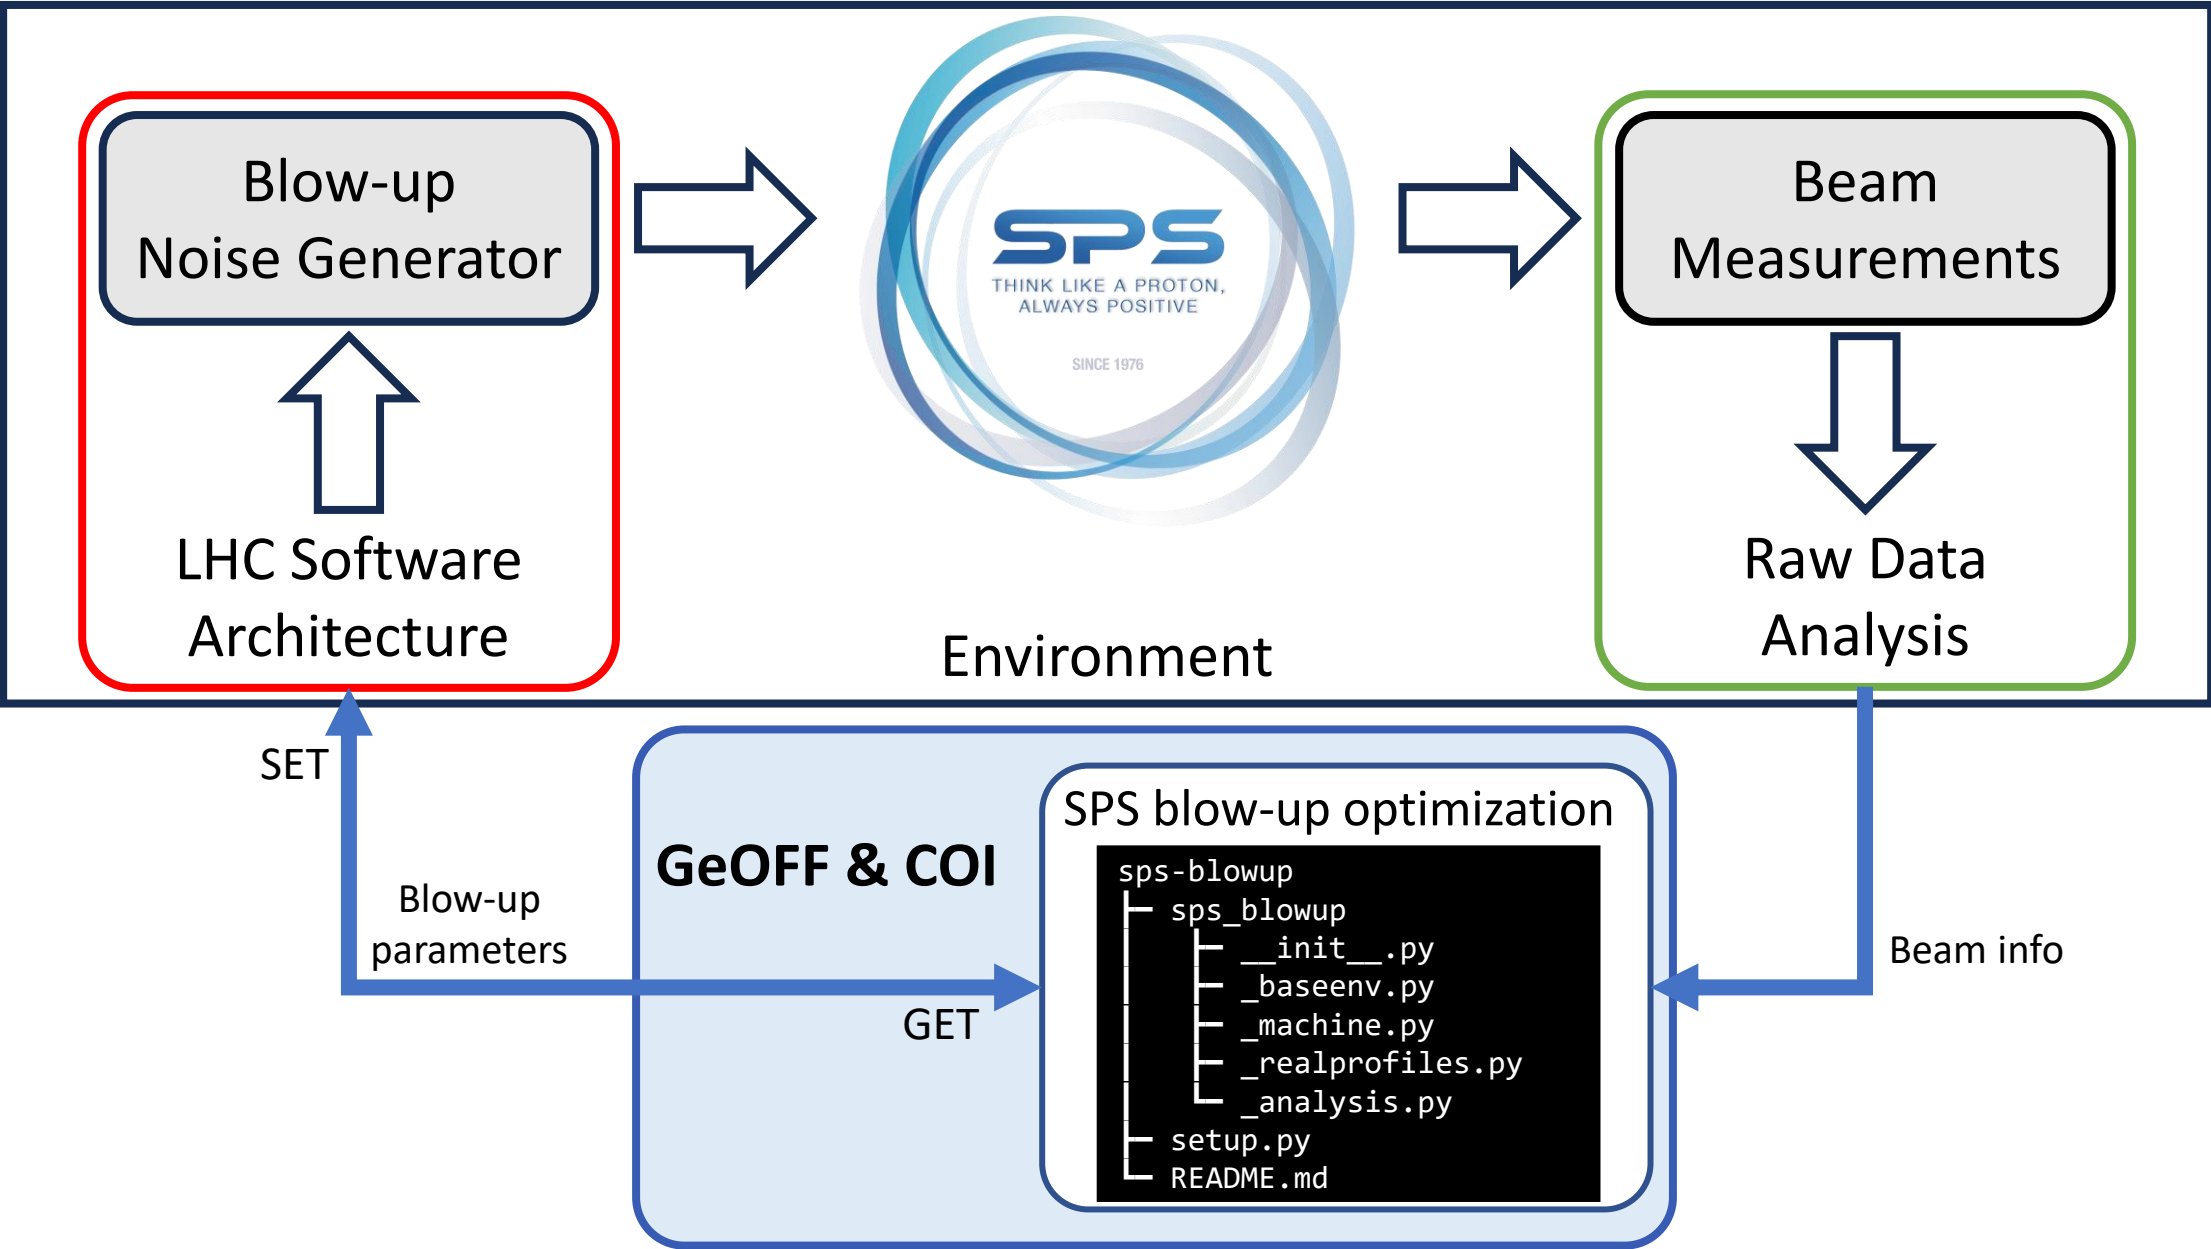 Blow-up
Noise Generator
LHC Software
Architecture
SPS
THINK LIKE A PROTON,
ALWAYS POSITIVE
SINCE 1976
Environment
Beam
Measurements
Raw Data
Analysis
SET
Blow-up
parameters
GET
GeOFF & COI
SPS blow-up optimization
sps-blowup
├─ sps_blowup
│   ├─ __init__.py
│   ├─ _baseenv.py
│   ├─ _machine.py
│   ├─ _realprofiles.py
│   └─ _analysis.py
├─ setup.py
└─ README.md
Beam info